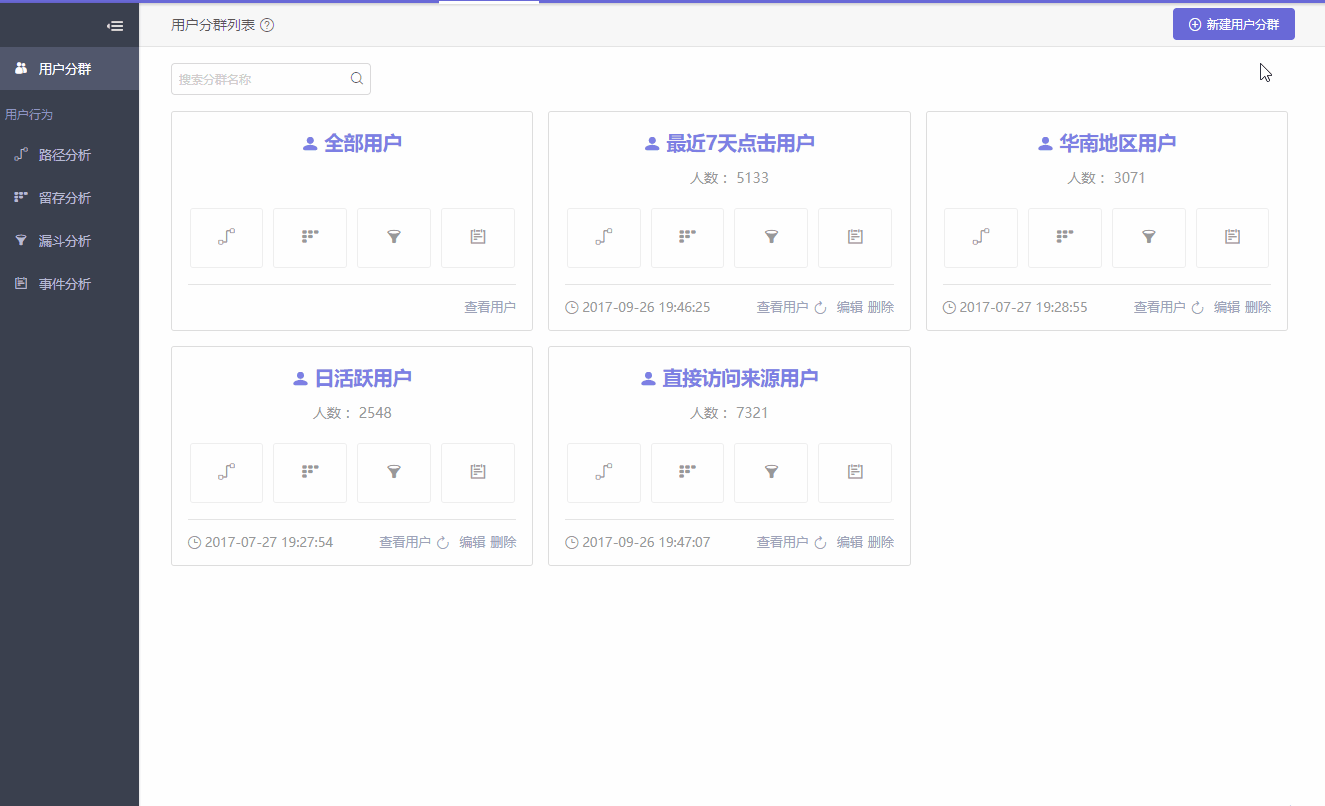 用户分群列表
新建用户分群
用户分群
用户行为
路径分析
留存分析
漏斗分析
事件分析
搜索分群名称
全部用户
查看用户
最近7天点击用户
人数： 5133
2017-09-26 19:46:25 查看用户 编辑 删除
华南地区用户
人数： 3071
2017-07-27 19:28:55 查看用户 编辑 删除
日活跃用户
人数： 2548
2017-07-27 19:27:54 查看用户 编辑 删除
直接访问来源用户
人数： 7321
2017-09-26 19:47:07 查看用户 编辑 删除